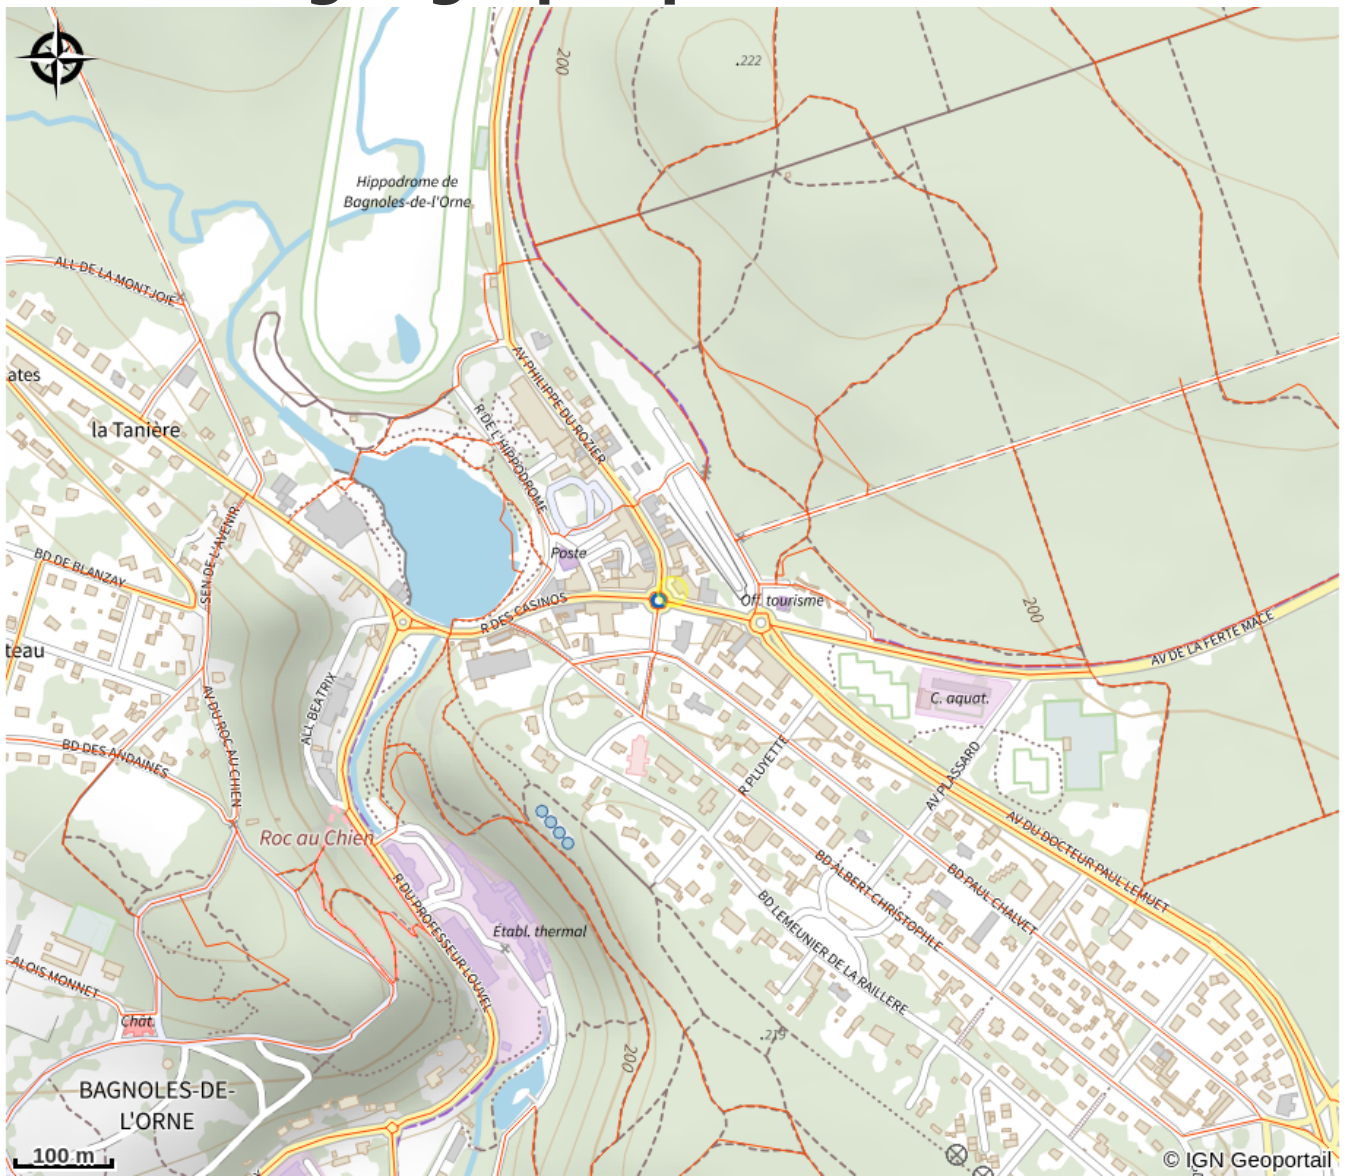 200
.222
Hippodrome de
Bagnoles-de-l'Orne
ALL DE LA MONTJOIE
AV PHILIPPE DU ROZIER
ates
la Tanière
R DE L'HIPPODROME
SEN DE L'AVENIR
BD DE BLANZAY
Poste
R DES CASINOS
Off. tourisme
200
AV DE LA FERTE MACE
teau
C. aquat.
ALL BEATRIX
AV DU ROC AU CHIEN
BD DES ANDAINES
R PLUYETTE
AV PLASSARD
Roc au Chien
AV DU DOCTEUR PAUL LEMUET
BD ALBERT CHRISTOPHLE
BD PAUL CHALVET
R DU PROFESSEUR LOUVEL
Établ. thermal
BD LEMEUNIER DE LA RAILLERE
ALOIS MONNET
Chât.
.219
200
BAGNOLES-DE-
L'ORNE
100 m
© IGN Geoportail